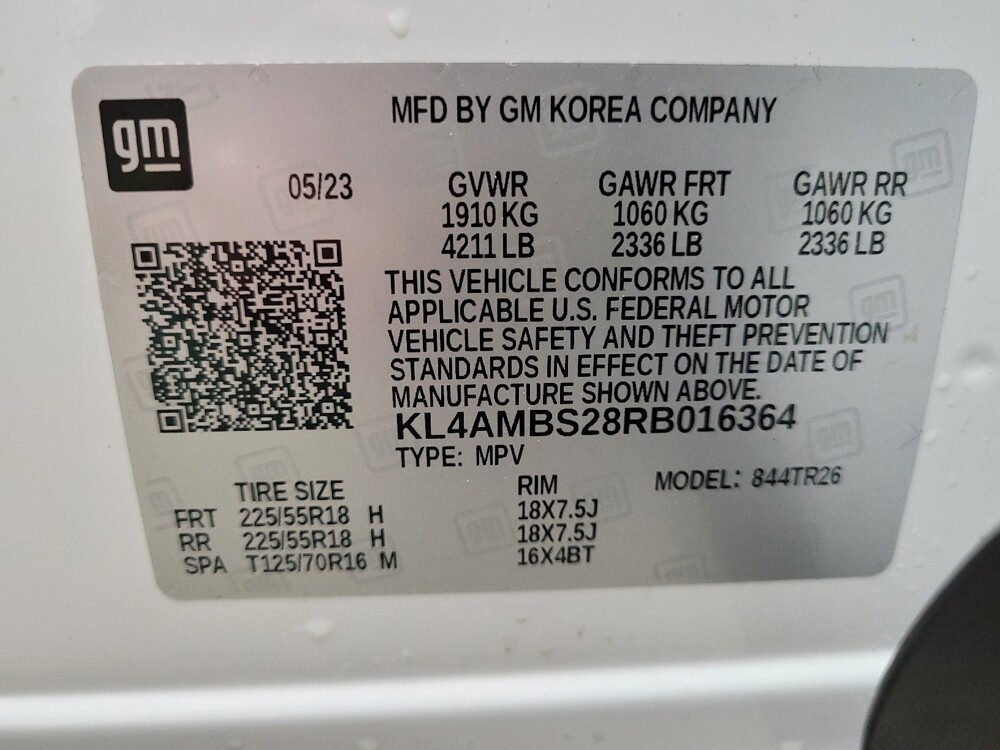 gm
MFD BY GM KOREA COMPANY
05/23 GVWR GAWR FRT GAWR RR
1910 KG 1060 KG 1060 KG
4211 LB 2336 LB 2336 LB
THIS VEHICLE CONFORMS TO ALL
APPLICABLE U.S. FEDERAL MOTOR
VEHICLE SAFETY AND THEFT PREVENTION
STANDARDS IN EFFECT ON THE DATE OF
MANUFACTURE SHOWN ABOVE.
KL4AMBS28RB016364
TYPE: MPV
TIRE SIZE RIM MODEL: 844TR26
FRT 225/55R18 H 18X7.5J
RR 225/55R18 H 18X7.5J
SPA T125/70R16 M 16X4BT